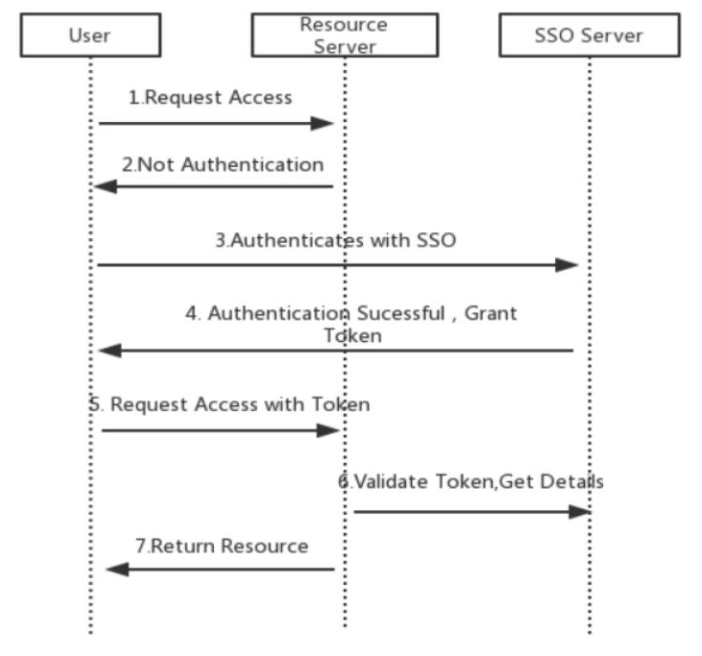 User
Resource
Server
SSO Server
1.Request Access
2.Not Authentication
3.Authenticates with SSO
4. Authentication Sucessful , Grant
Token
5. Request Access with Token
6.Validate Token,Get Details
7.Return Resource